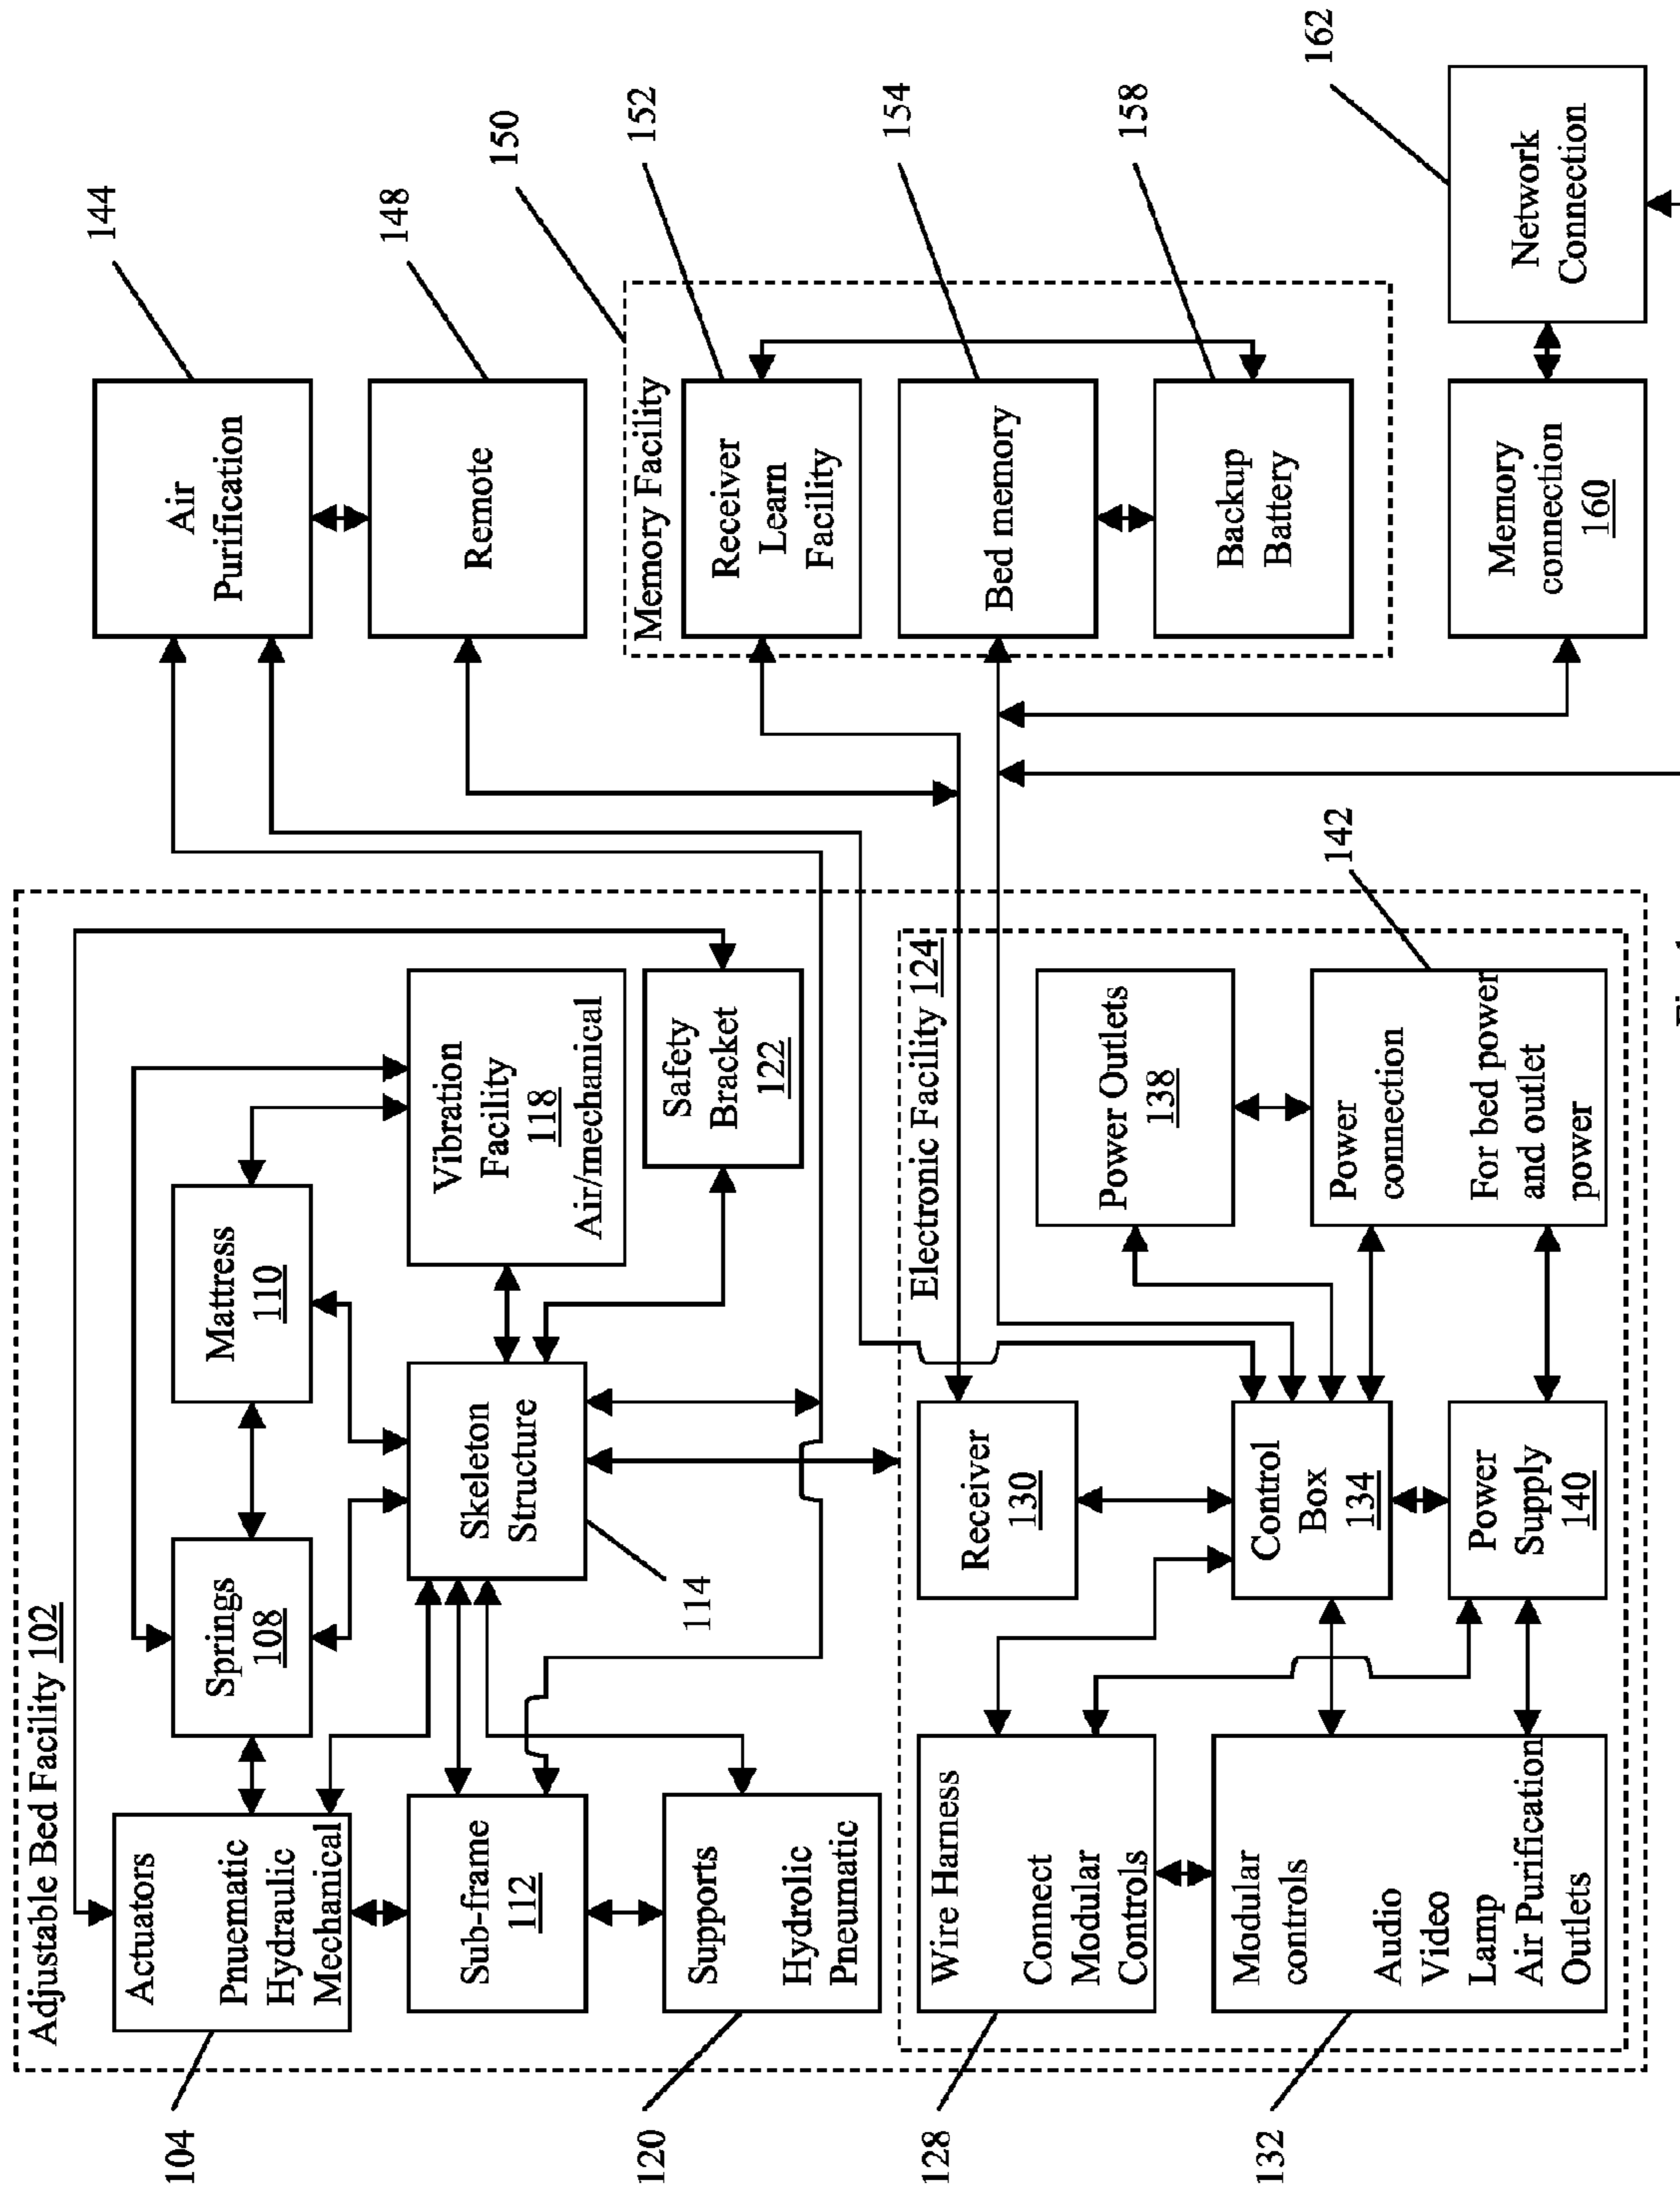 Adjustable Bed Facility 102
Actuators
Pnuematic
Hydraulic
Mechanical
104
Springs
108
Mattress
110
Sub-frame
112
Skeleton
Structure
114
Vibration
Facility
118
Air/mechanical
Supports
Hydrolic
Pneumatic
120
Safety
Bracket
122
Electronic Facility 124
Wire Harness
Connect
Modular
Controls
128
Receiver
130
Modular
controls
Audio
Video
Lamp
Air Purification
Outlets
132
Control
Box
134
Power Outlets
138
Power
Supply
140
Power
connection
For bed power
and outlet
power
142
Air
Purification
144
Remote
148
150
Memory Facility
Receiver
Learn
Facility
152
Bed memory
154
Backup
Battery
158
Memory
connection
160
Network
Connection
162